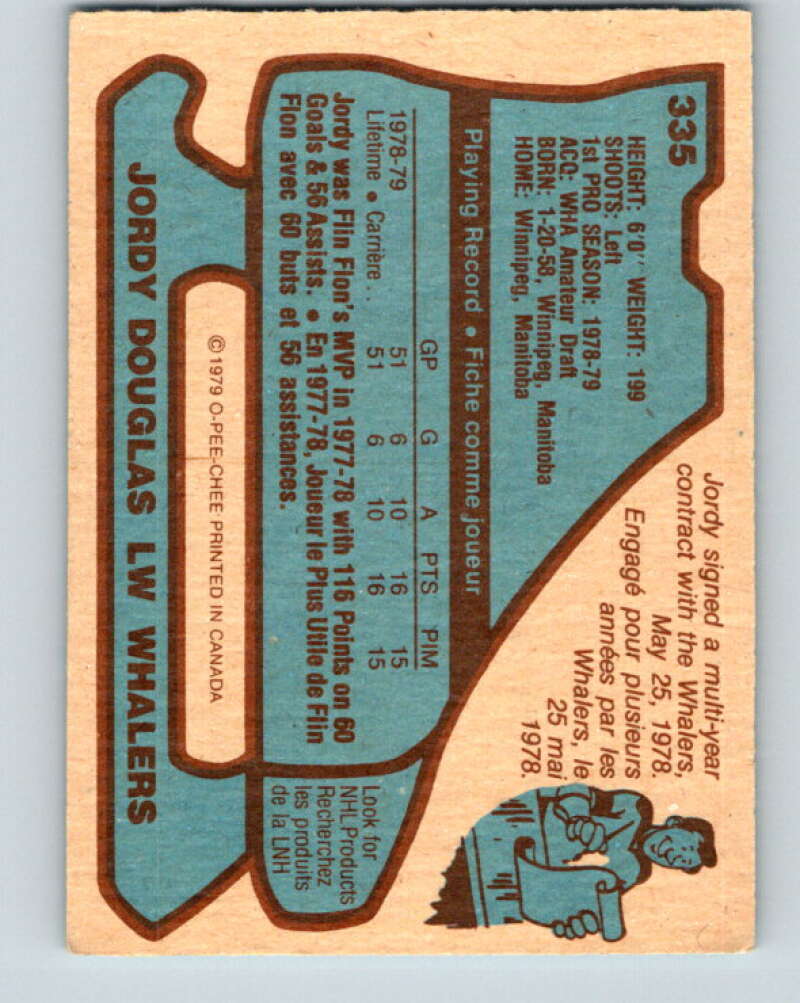 335
HEIGHT: 6'0" WEIGHT: 199
SHOOTS: Left
1st PRO SEASON: 1978-79
ACQ: WHA Amateur Draft
BORN: 1-20-58, Winnipeg, Manitoba
HOME: Winnipeg, Manitoba
Jordy signed a multi-year
contract with the Whalers,
May 25, 1978.
Engagé pour plusieurs
années par les
Whalers, le
25 mai
1978.
Playing Record • Fiche comme joueur
GP G A PTS PIM
1978-79 51 6 10 16 15
Lifetime • Carrière . . 51 6 10 16 15
Jordy was Flin Flon's MVP in 1977-78 with 116 Points on 60
Goals & 56 Assists. • En 1977-78, Joueur le Plus Utile de Flin
Flon avec 60 buts et 56 assistances.
Look for
NHL Products
Recherchez
les produits
de la LNH
©1979 O-PEE-CHEE PRINTED IN CANADA
JORDY DOUGLAS LW WHALERS